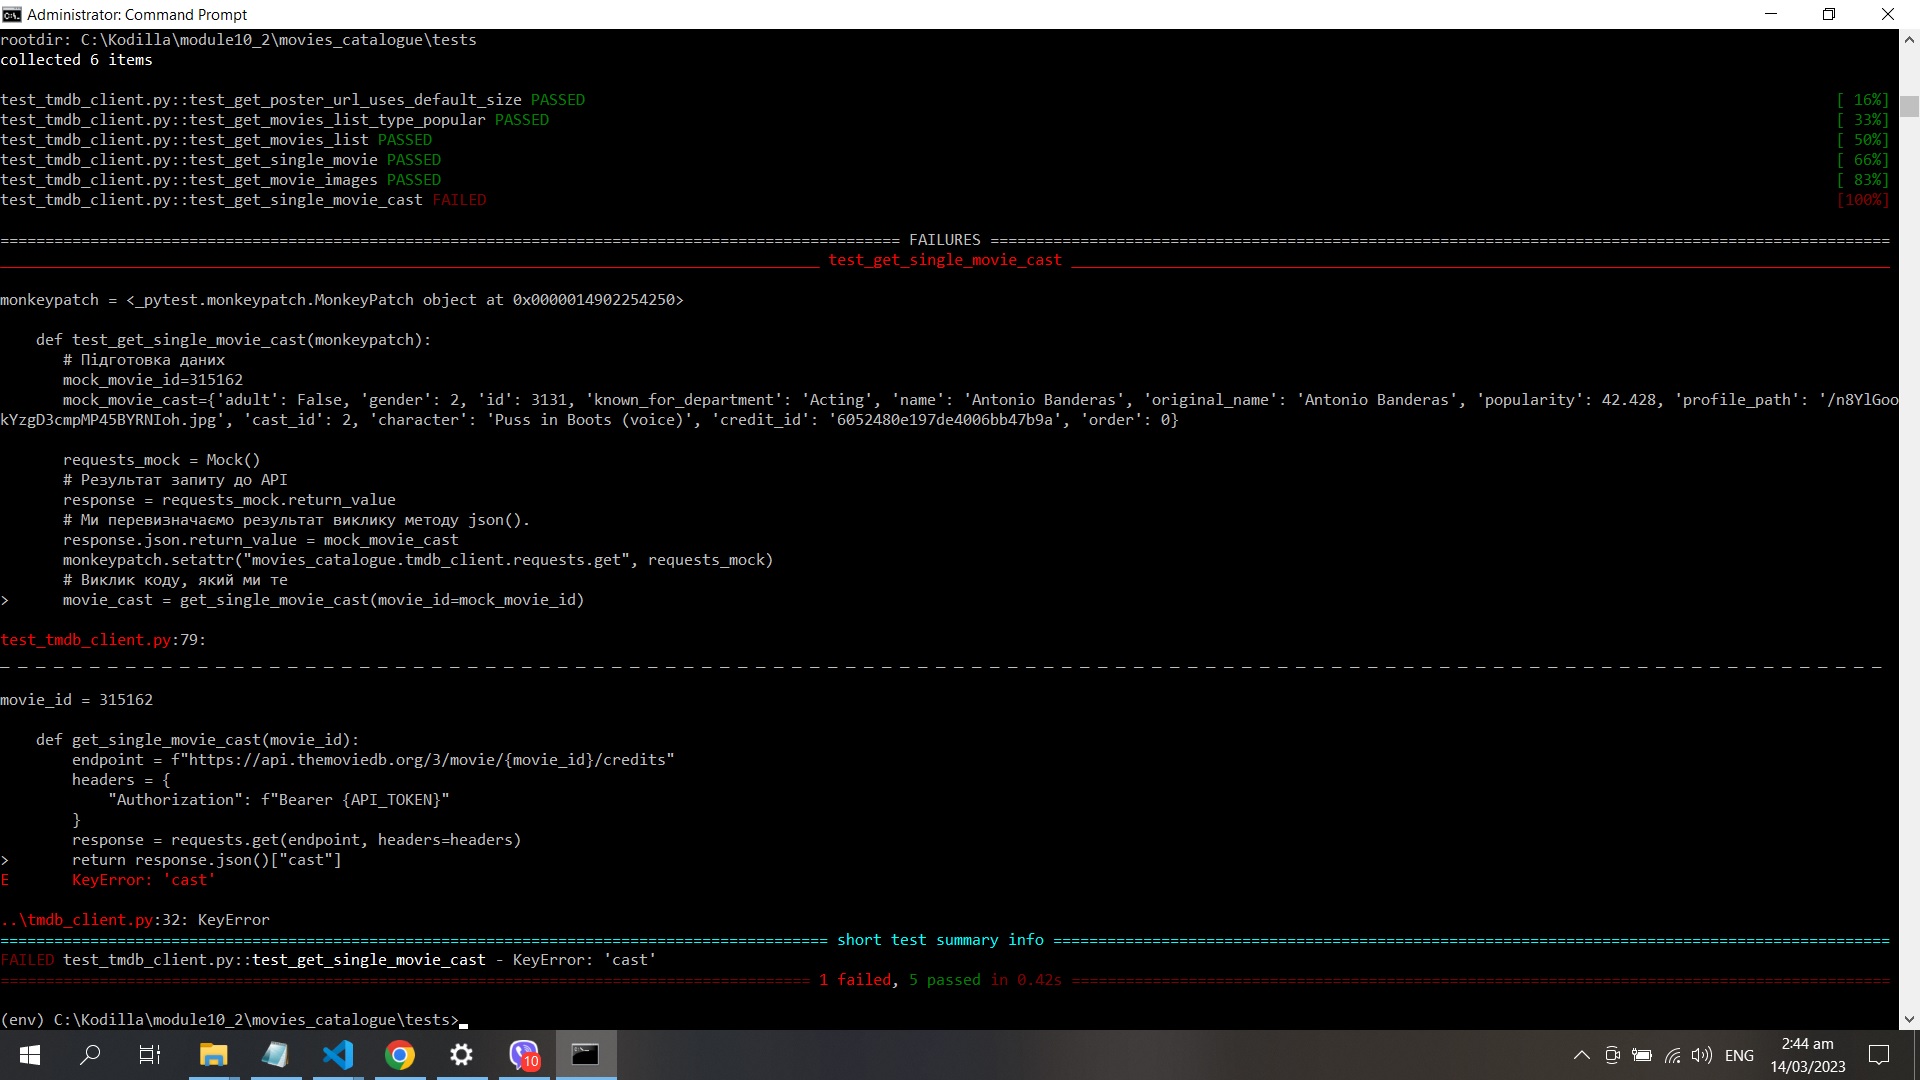 Administrator: Command Prompt
rootdir: C:\Kodilla\module10_2\movies_catalogue\tests
collected 6 items
test_tmdb_client.py::test_get_poster_url_uses_default_size PASSED [ 16%]
test_tmdb_client.py::test_get_movies_list_type_popular PASSED [ 33%]
test_tmdb_client.py::test_get_movies_list PASSED [ 50%]
test_tmdb_client.py::test_get_single_movie PASSED [ 66%]
test_tmdb_client.py::test_get_movie_images PASSED [ 83%]
test_tmdb_client.py::test_get_single_movie_cast FAILED [100%]
FAILURES
test_get_single_movie_cast
monkeypatch = <_pytest.monkeypatch.MonkeyPatch object at 0x0000014902254250>
def test_get_single_movie_cast(monkeypatch):
# Підготовка даних
mock_movie_id=315162
mock_movie_cast={'adult': False, 'gender': 2, 'id': 3131, 'known_for_department': 'Acting', 'name': 'Antonio Banderas', 'original_name': 'Antonio Banderas', 'popularity': 42.428, 'profile_path': '/n8YlGoo
kYzgD3cmpMP45BYRNIoh.jpg', 'cast_id': 2, 'character': 'Puss in Boots (voice)', 'credit_id': '6052480e197de4006bb47b9a', 'order': 0}
requests_mock = Mock()
# Результат запиту до API
response = requests_mock.return_value
# Ми перевизначаємо результат виклику методу json().
response.json.return_value = mock_movie_cast
monkeypatch.setattr("movies_catalogue.tmdb_client.requests.get", requests_mock)
# Виклик коду, який ми те
> movie_cast = get_single_movie_cast(movie_id=mock_movie_id)
test_tmdb_client.py:79:
movie_id = 315162
def get_single_movie_cast(movie_id):
endpoint = f"https://api.themoviedb.org/3/movie/{movie_id}/credits"
headers = {
"Authorization": f"Bearer {API_TOKEN}"
}
response = requests.get(endpoint, headers=headers)
> return response.json()["cast"]
E KeyError: 'cast'
..\tmdb_client.py:32: KeyError
short test summary info
FAILED test_tmdb_client.py::test_get_single_movie_cast - KeyError: 'cast'
1 failed, 5 passed in 0.42s
(env) C:\Kodilla\module10_2\movies_catalogue\tests>
10
ENG
2:44 am
14/03/2023